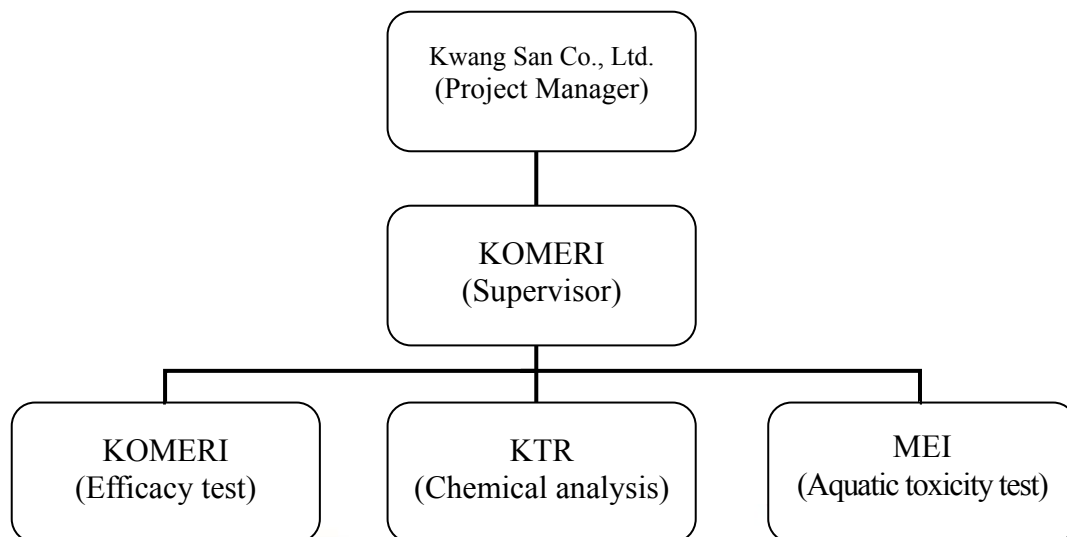 Kwang San Co., Ltd.
(Project Manager)
KOMERI
(Supervisor)
KOMERI
(Efficacy test)
KTR
(Chemical analysis)
MEI
(Aquatic toxicity test)